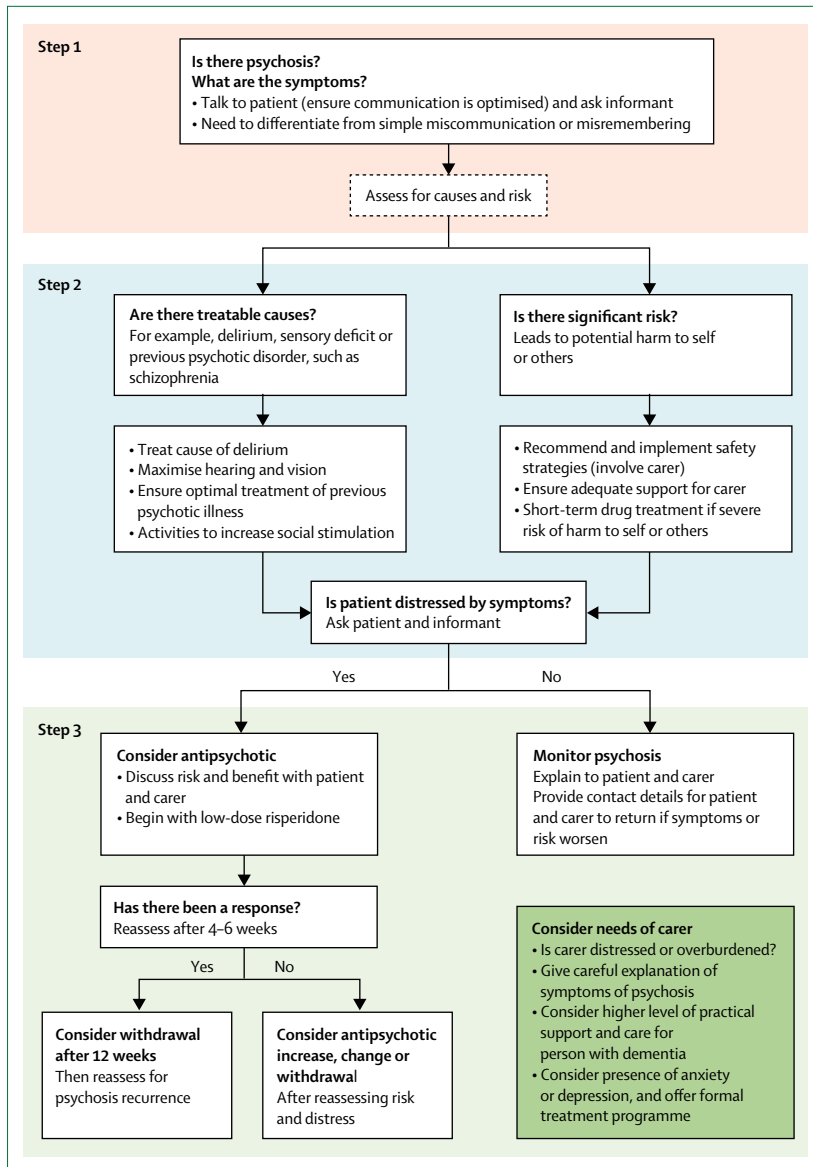 Step 1
Is there psychosis?
What are the symptoms?
• Talk to patient (ensure communication is optimised) and ask informant
• Need to differentiate from simple miscommunication or misremembering
Assess for causes and risk
Step 2
Are there treatable causes?
For example, delirium, sensory deficit or
previous psychotic disorder, such as
schizophrenia
Is there significant risk?
Leads to potential harm to self
or others
• Treat cause of delirium
• Maximise hearing and vision
• Ensure optimal treatment of previous
psychotic illness
• Activities to increase social stimulation
• Recommend and implement safety
strategies (involve carer)
• Ensure adequate support for carer
• Short-term drug treatment if severe
risk of harm to self or others
Is patient distressed by symptoms?
Ask patient and informant
Yes
No
Step 3
Consider antipsychotic
• Discuss risk and benefit with patient
and carer
• Begin with low-dose risperidone
Monitor psychosis
Explain to patient and carer
Provide contact details for patient
and carer to return if symptoms or
risk worsen
Has there been a response?
Reassess after 4–6 weeks
Yes
No
Consider withdrawal
after 12 weeks
Then reassess for
psychosis recurrence
Consider antipsychotic
increase, change or
withdrawal
After reassessing risk
and distress
Consider needs of carer
• Is carer distressed or overburdened?
• Give careful explanation of
symptoms of psychosis
• Consider higher level of practical
support and care for
person with dementia
• Consider presence of anxiety
or depression, and offer formal
treatment programme